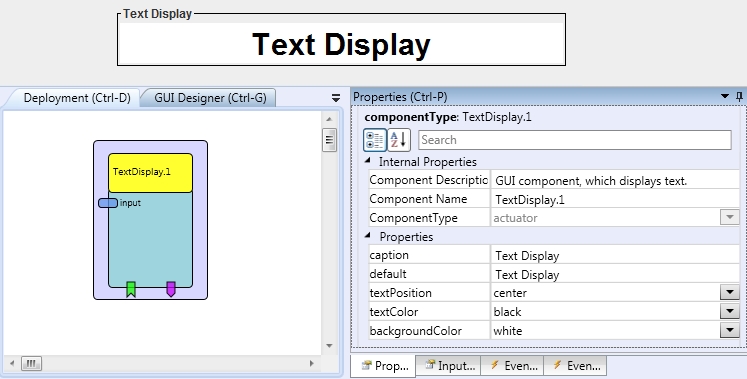 Text Display
Text Display
Deployment (Ctrl-D)
GUI Designer (Ctrl-G)
TextDisplay.1
input
Properties (Ctrl-P)
componentType: TextDisplay.1
A
Z
Search
Internal Properties
Component Descriptio GUI component, which displays text.
Component Name TextDisplay.1
ComponentType actuator
Properties
caption Text Display
default Text Display
textPosition center
textColor black
backgroundColor white
Prop... Input... Even... Even...